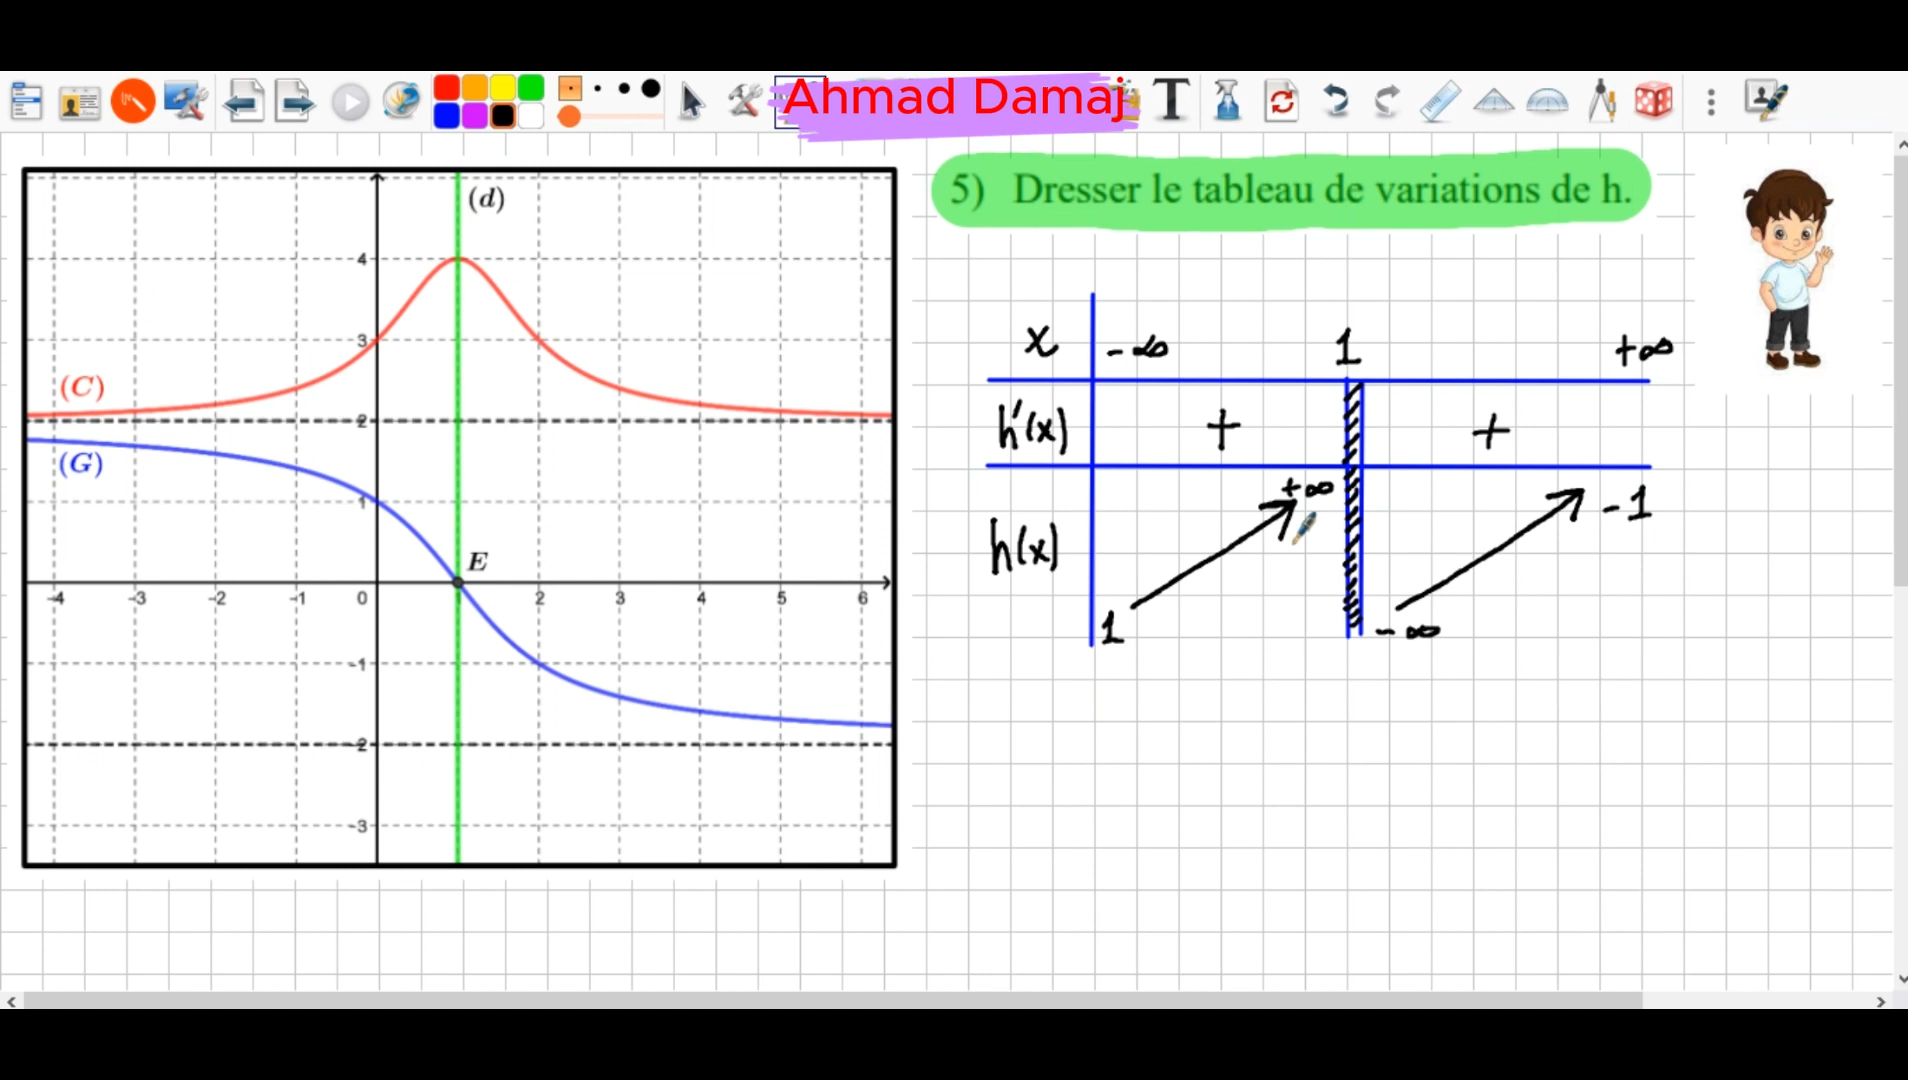 Ahmad Damaj
T
5) Dresser le tableau de variations de h.
(d)
4
3
(C)
2
(G)
1
E
-4 -3 -2 -1 0 1 2 3 4 5 6
-1
-2
-3
x -∞ 1 +∞
h'(x) + +
+∞ -1
h(x)
1 -∞